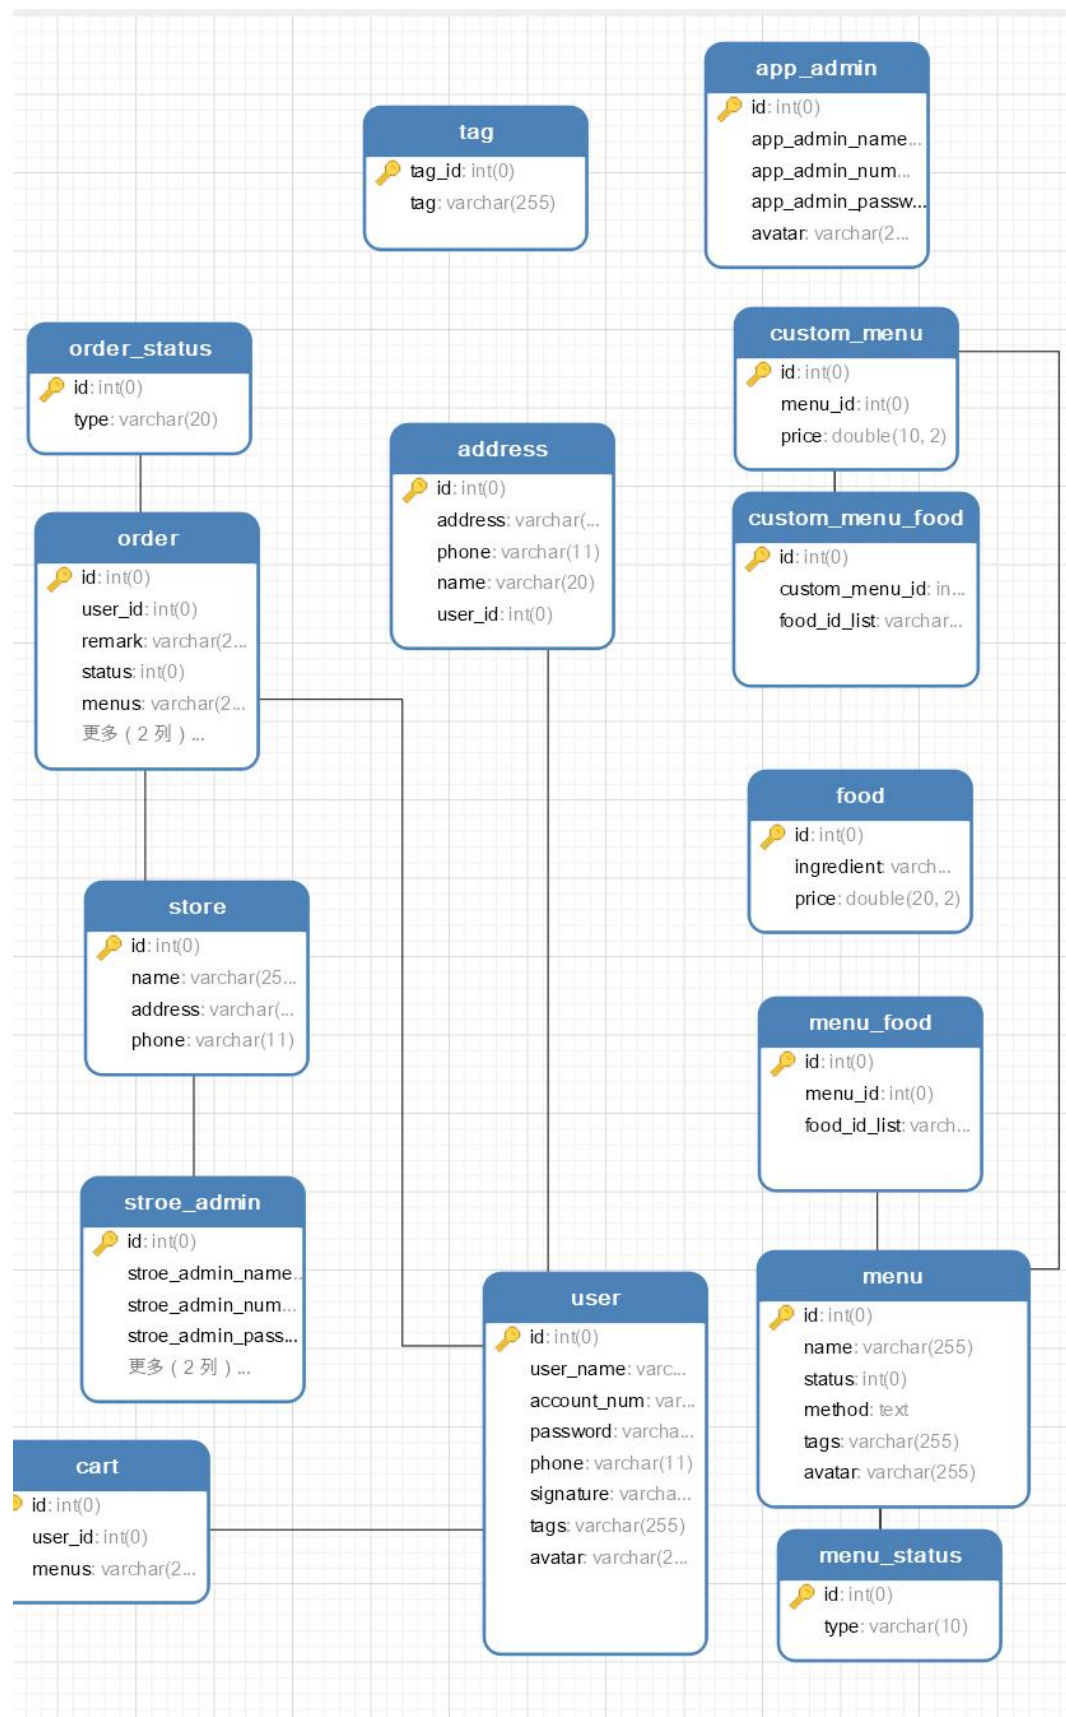 app_admin
id: int(0)
app_admin_name...
app_admin_num...
app_admin_passw...
avatar: varchar(2...
tag
tag_id: int(0)
tag: varchar(255)
order_status
id: int(0)
type: varchar(20)
custom_menu
id: int(0)
menu_id: int(0)
price: double(10, 2)
address
id: int(0)
address: varchar(...
phone: varchar(11)
name: varchar(20)
user_id: int(0)
custom_menu_food
id: int(0)
custom_menu_id: in...
food_id_list: varchar...
order
id: int(0)
user_id: int(0)
remark: varchar(2...
status: int(0)
menus: varchar(2...
更多 ( 2 列 ) ...
food
id: int(0)
ingredient: varch...
price: double(20, 2)
store
id: int(0)
name: varchar(25...
address: varchar(...
phone: varchar(11)
menu_food
id: int(0)
menu_id: int(0)
food_id_list: varch...
stroe_admin
id: int(0)
stroe_admin_name...
stroe_admin_num...
stroe_admin_pass...
更多 ( 2 列 ) ...
user
id: int(0)
user_name: varc...
account_num: var...
password: varcha...
phone: varchar(11)
signature: varcha...
tags: varchar(255)
avatar: varchar(2...
menu
id: int(0)
name: varchar(255)
status: int(0)
method: text
tags: varchar(255)
avatar: varchar(255)
cart
id: int(0)
user_id: int(0)
menus: varchar(2...
menu_status
id: int(0)
type: varchar(10)